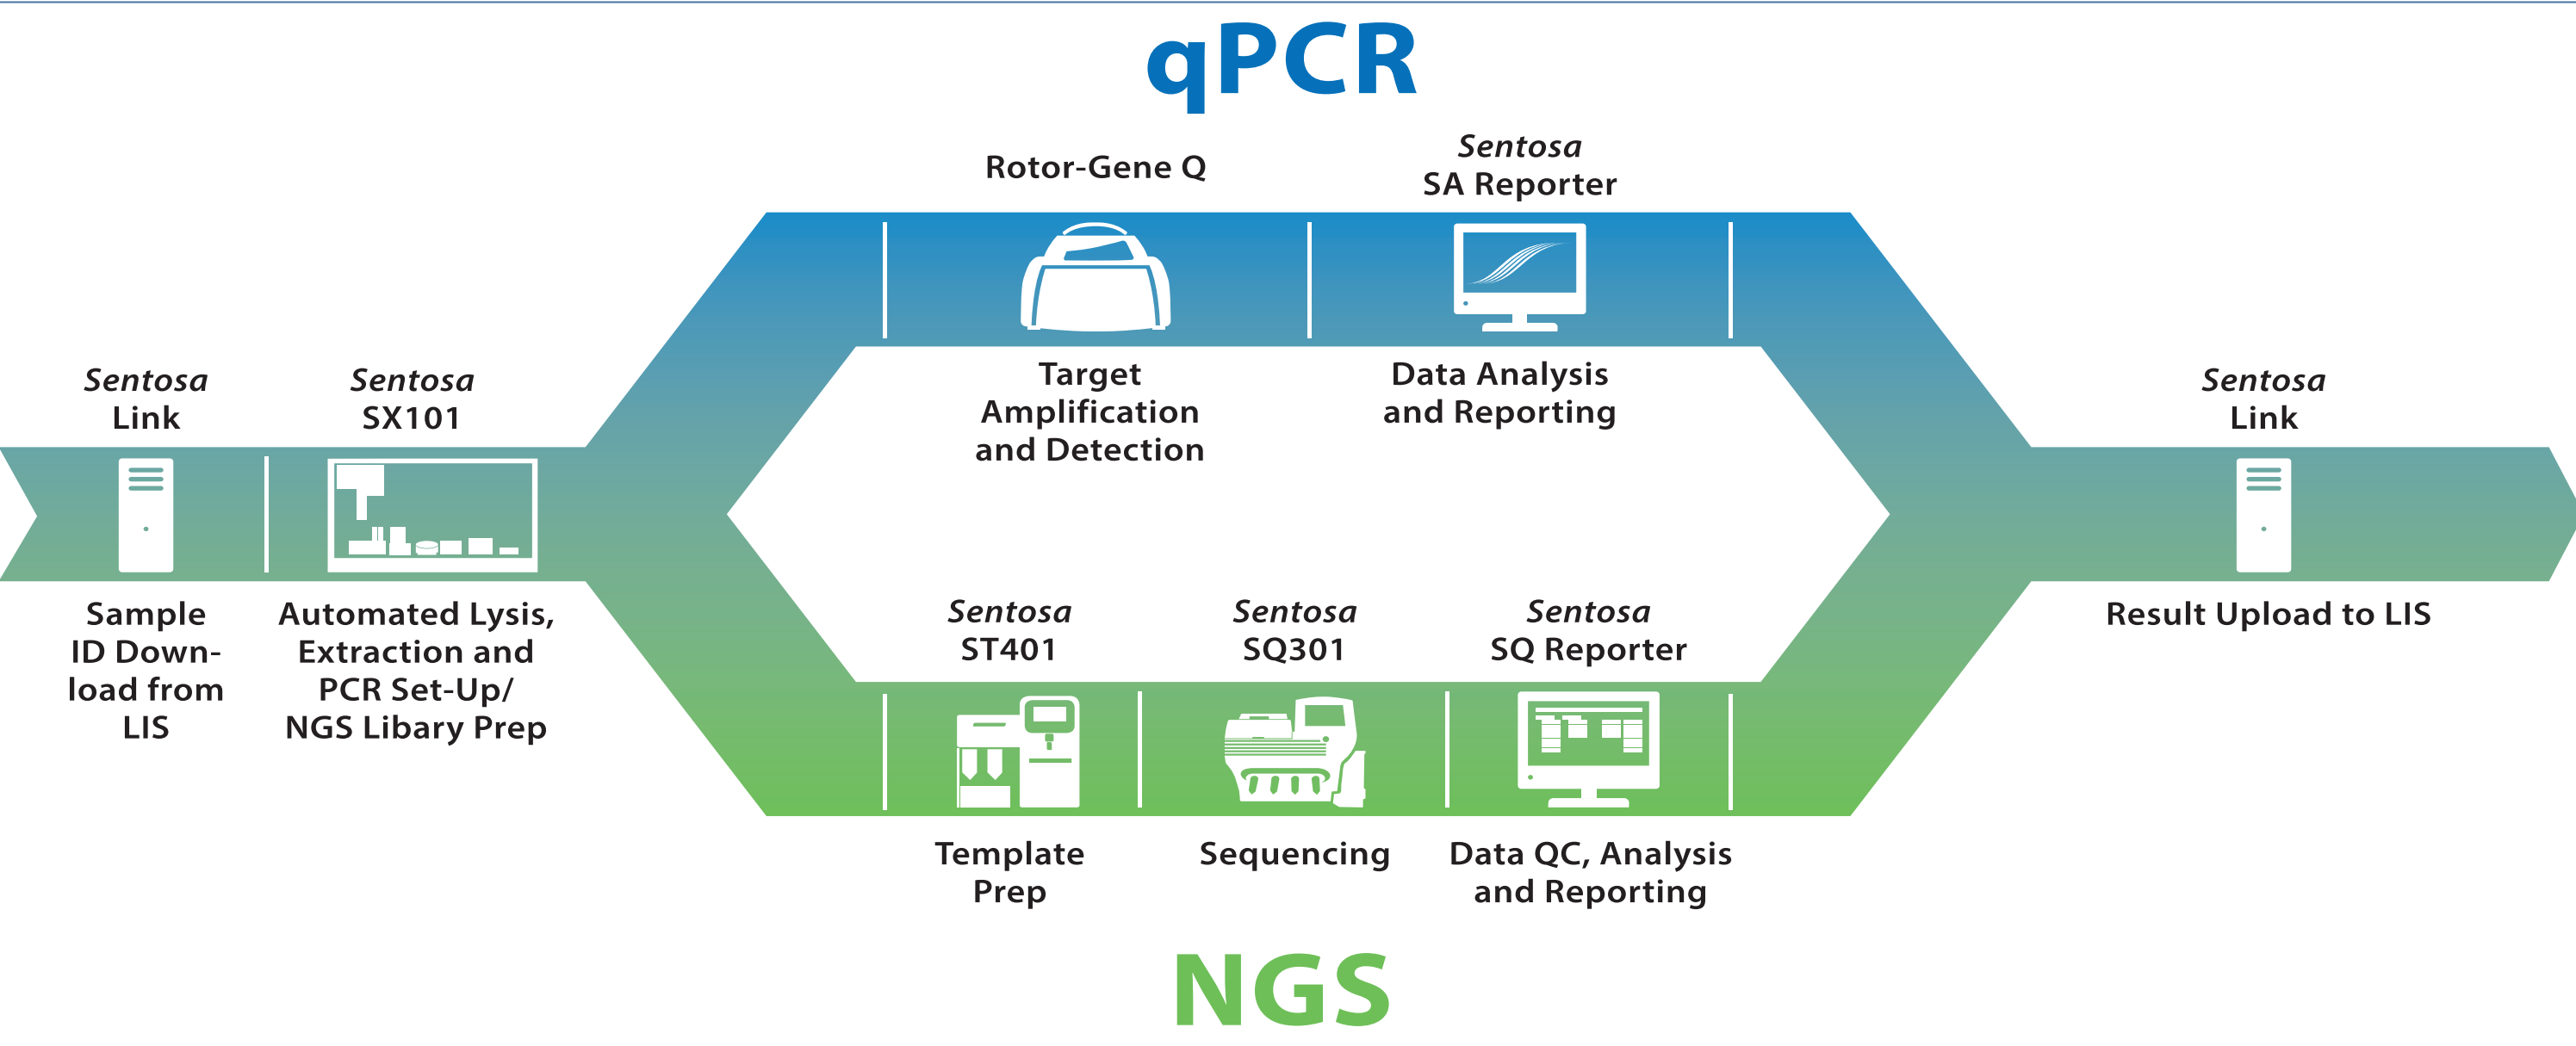 qPCR
Rotor-Gene Q
Sentosa
SA Reporter
Target
Amplification
and Detection
Data Analysis
and Reporting
Sentosa
Link
Sentosa
SX101
Sample
ID Down-
load from
LIS
Automated Lysis,
Extraction and
PCR Set-Up/
NGS Libary Prep
Sentosa
ST401
Sentosa
SQ301
Sentosa
SQ Reporter
Template
Prep
Sequencing
Data QC, Analysis
and Reporting
Sentosa
Link
Result Upload to LIS
NGS